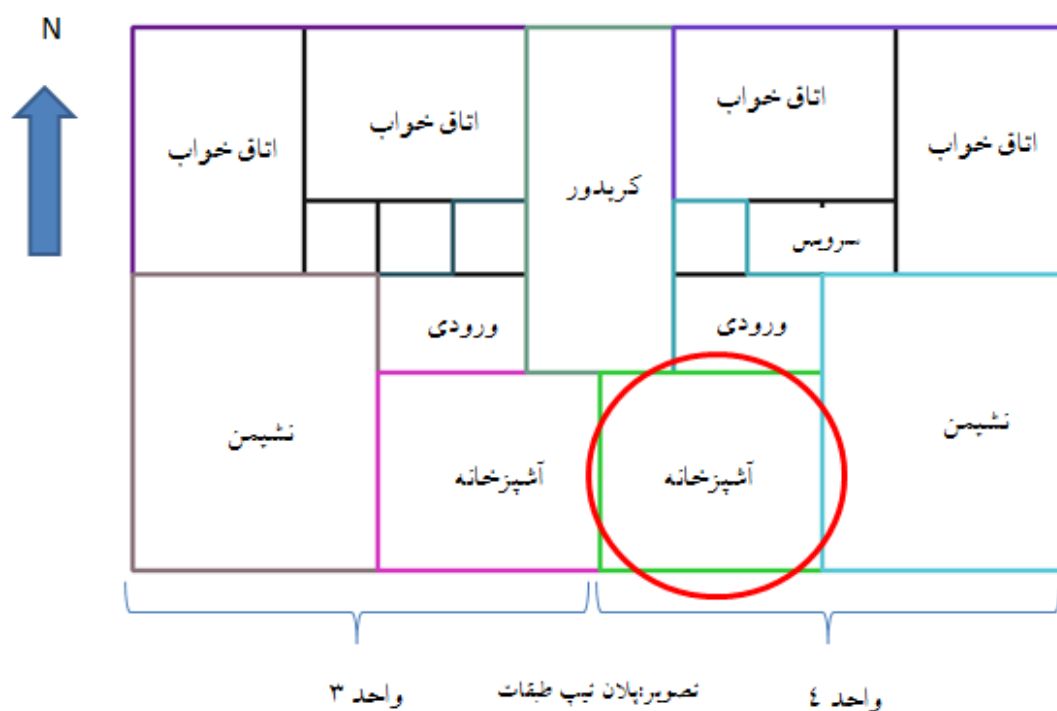 N
اتاق خواب
اتاق خواب
کریدور
اتاق خواب
اتاق خواب
سرویس
ورودی
ورودی
نشیمن
آشپزخانه
آشپزخانه
نشیمن
واحد ۳
تصویر:پلان تیپ طبقات
واحد ٤